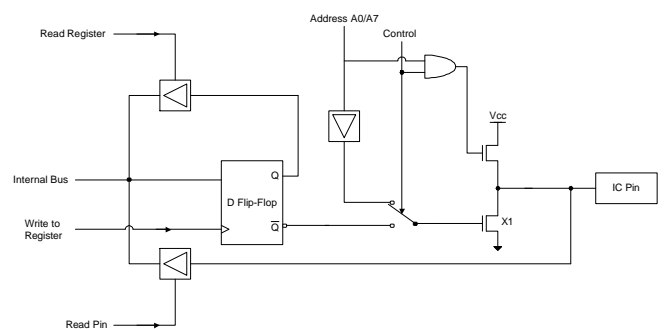 Address A0/A7
Read Register
Control
Vcc
Internal Bus
Q
D Flip-Flop
IC Pin
Write to
Register
Q
X1
Read Pin